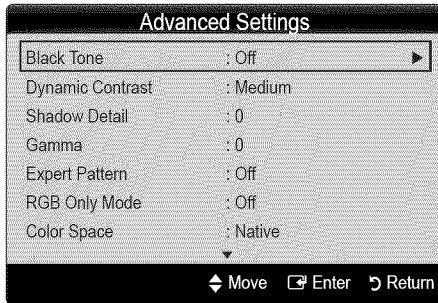 Advanced Settings
Black Tone : Off
Dynamic Contrast : Medium
Shadow Detail : 0
Gamma : 0
Expert Pattern : Off
RGB Only Mode : Off
Color Space : Native
Move Enter Return